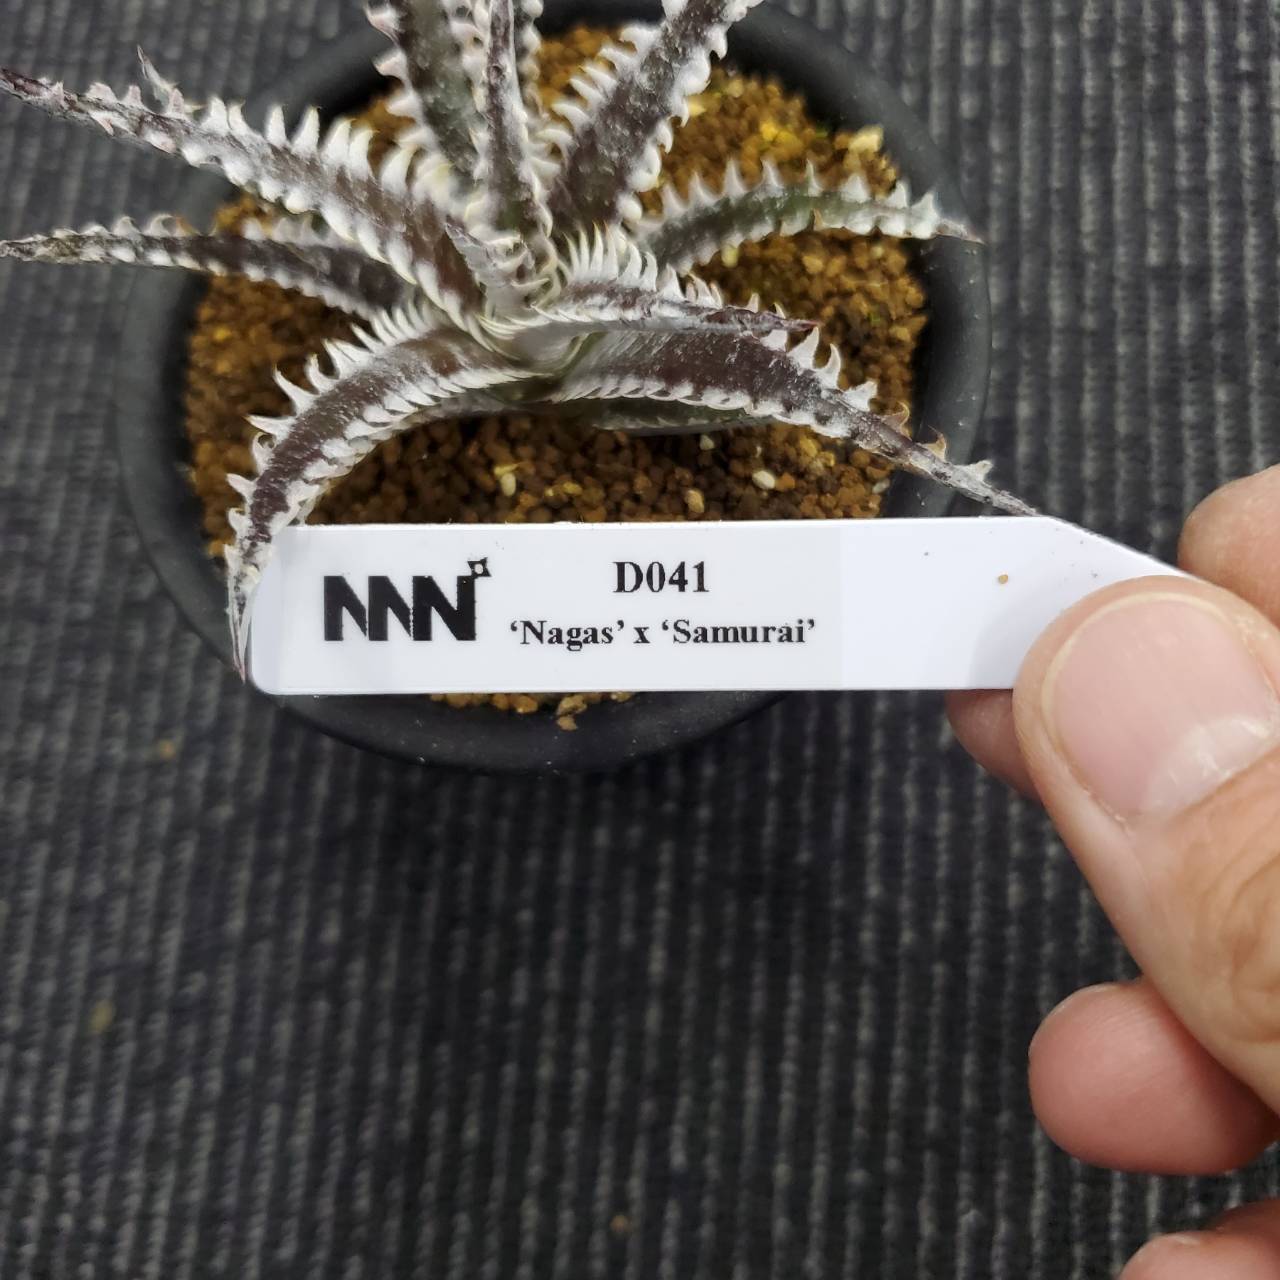 NNN
D041
‘Nagas’ x ‘Samurai’